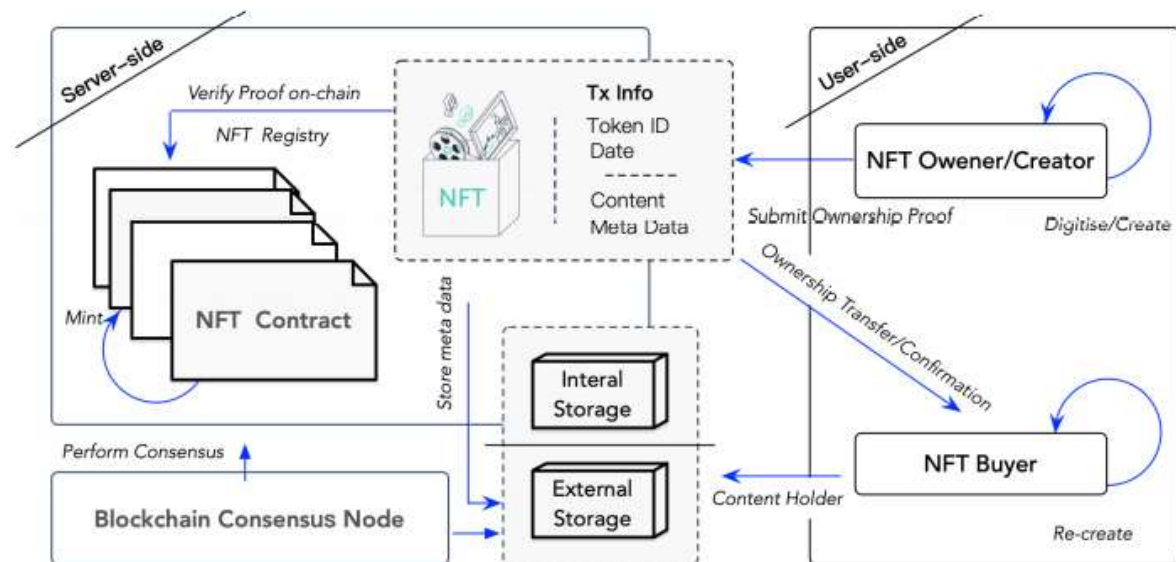 Server-side
User-side
Verify Proof on-chain
NFT Registry
NFT
Tx Info
Token ID
Date
Content
Meta Data
NFT Owener/Creator
Submit Ownership Proof
Digitise/Create
Mint
NFT Contract
Store meta data
Ownership Transfer/Confirmation
Interal
Storage
Perform Consensus
Blockchain Consensus Node
External
Storage
Content Holder
NFT Buyer
Re-create